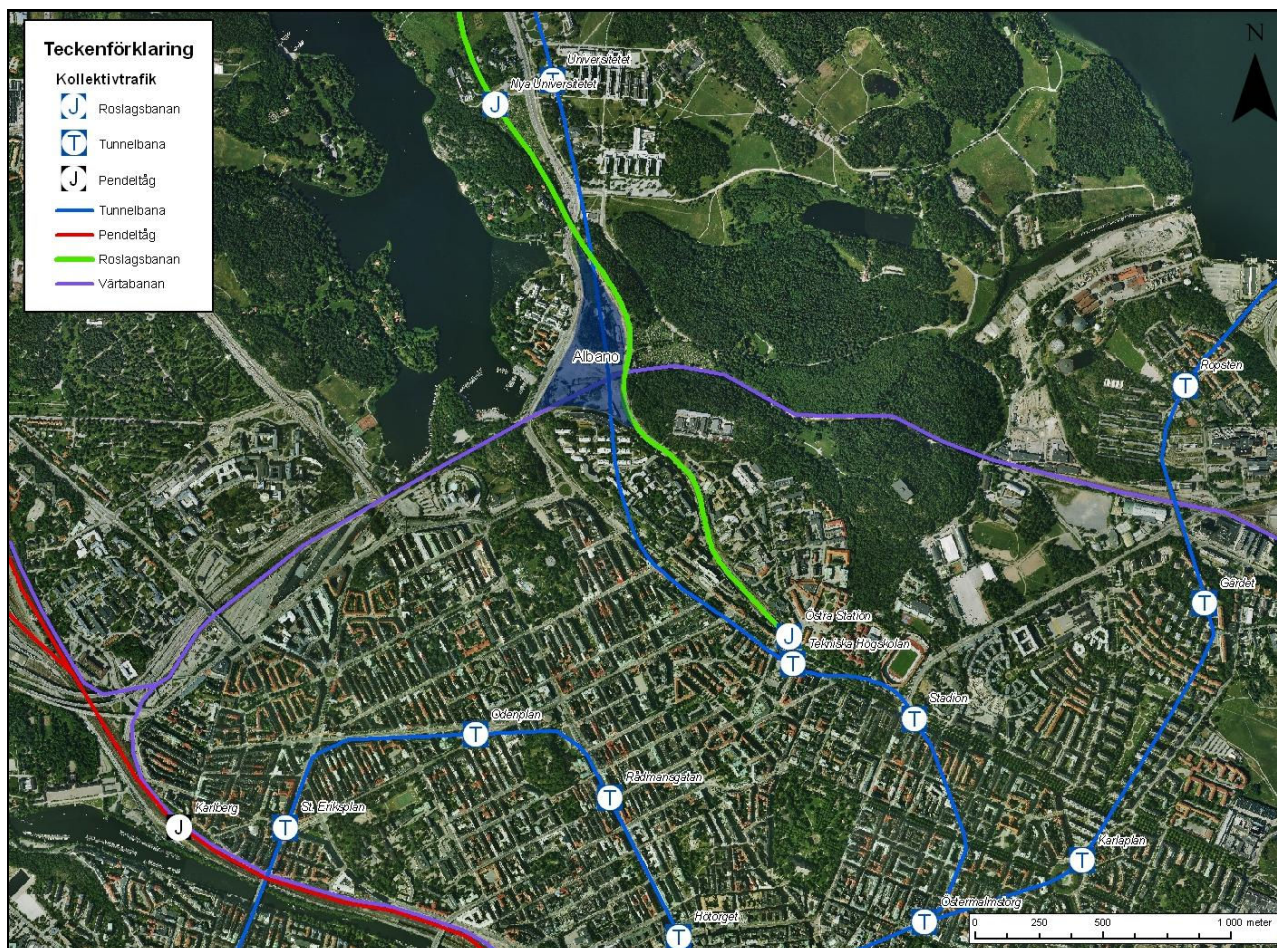 Teckenförklaring
Kollektivtrafik
J Roslagsbanan
T Tunnelbana
J Pendeltåg
Tunnelbana
Pendeltåg
Roslagsbanan
Värtabanan
N
T Universitetet
J Nya Universitetet
Albano
T Ropsten
T Gärdet
J Östra Station
T Tekniska Högskolan
T Stadion
T Odenplan
T Rådmansgatan
J Karlberg
T St. Eriksplan
T Karlaplan
T Östermalmstorg
T Hötorget
0 250 500 1 000 meter